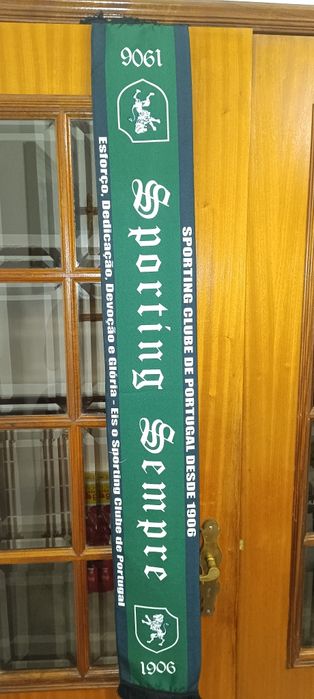 1906
SPORTING CLUBE DE PORTUGAL DESDE 1906
Sporting Sempre
Esforço, Dedicação, Devoção e Glória - Eis o Sporting Clube de Portugal
1906